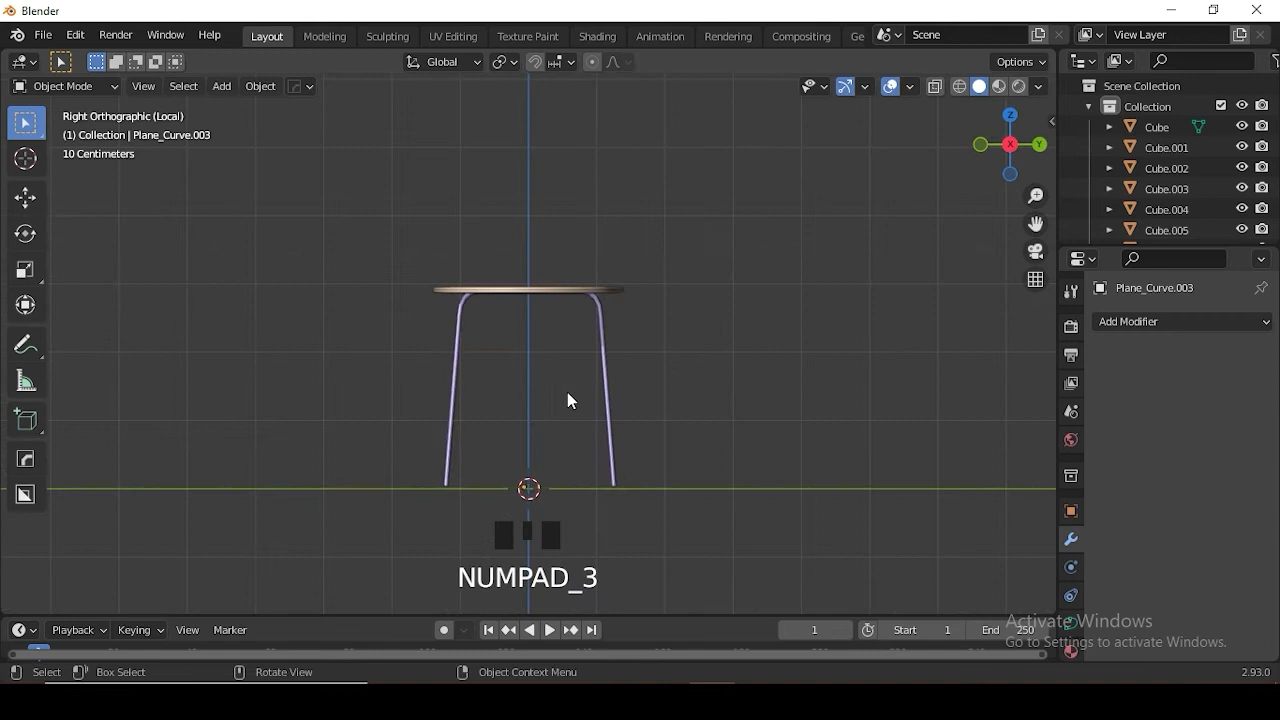 Blender
File Edit Render Window Help Layout Modeling Sculpting UV Editing Texture Paint Shading Animation Rendering Compositing Ge Scene View Layer
Global Options
Object Mode View Select Add Object
Right Orthographic (Local)
(1) Collection | Plane_Curve.003
10 Centimeters
Z
X
Y
Scene Collection
Collection
Cube
Cube.001
Cube.002
Cube.003
Cube.004
Cube.005
Plane_Curve.003
Add Modifier
NUMPAD_3
Playback Keying View Marker 1 Start 1 End 250
Activate Windows
Go to Settings to activate Windows.
Select Box Select Rotate View Object Context Menu 2.93.0